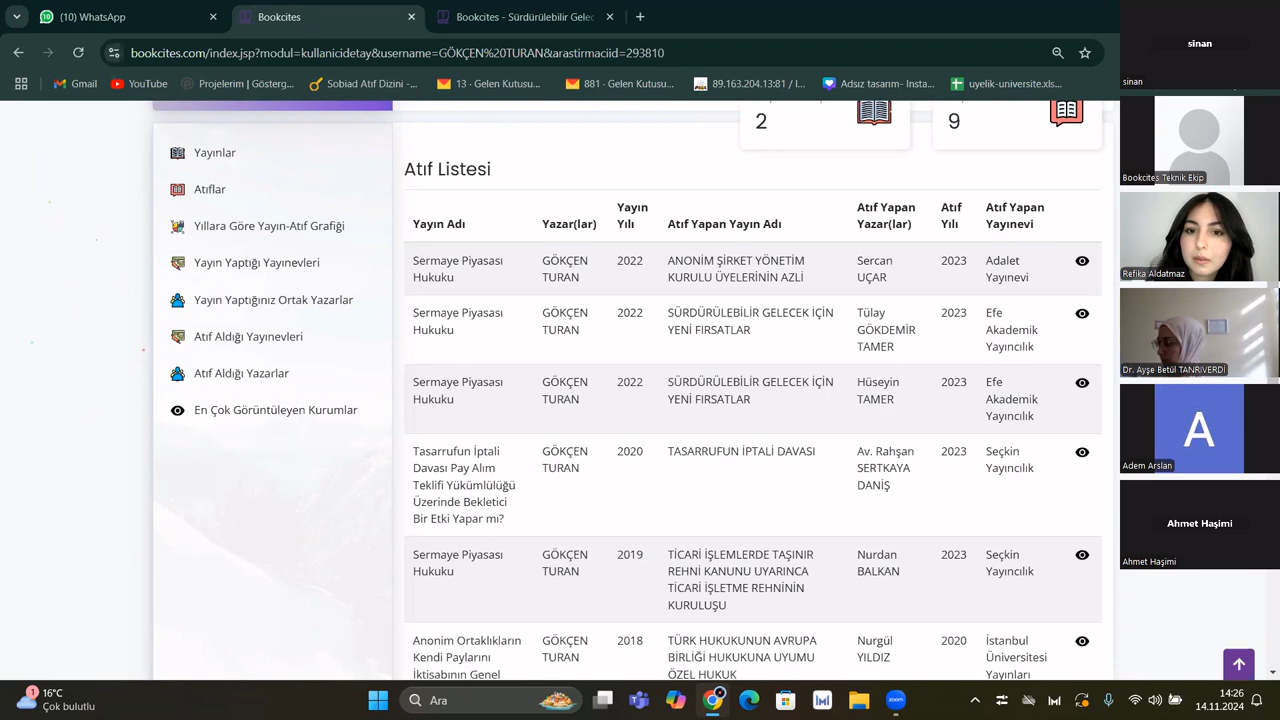 (10) WhatsApp
Bookcites
Bookcites - Sürdürülebilir Gelec
bookcites.com/index.jsp?modul=kullanicidetay&username=GÖKÇEN%20TURAN&arastirmaciid=293810
Gmail
YouTube
Projelerim | Gösterg...
Sobiad Atıf Dizini -...
13 · Gelen Kutusu...
881 · Gelen Kutusu...
89.163.204.13:81 / l...
Adsız tasarım- Insta...
uyelik-universite.xls...
2
9
Yayınlar
Atıflar
Yıllara Göre Yayın-Atıf Grafiği
Yayın Yaptığı Yayınevleri
Yayın Yaptığınız Ortak Yazarlar
Atıf Aldığı Yayınevleri
Atıf Aldığı Yazarlar
En Çok Görüntüleyen Kurumlar
Atıf Listesi
Yayın Adı
Yazar(lar)
Yayın
Yılı
Atıf Yapan Yayın Adı
Atıf Yapan
Yazar(lar)
Atıf
Yılı
Atıf Yapan
Yayınevi
Sermaye Piyasası
Hukuku
GÖKÇEN
TURAN
2022
ANONİM ŞİRKET YÖNETİM
KURULU ÜYELERİNİN AZLİ
Sercan
UÇAR
2023
Adalet
Yayınevi
Sermaye Piyasası
Hukuku
GÖKÇEN
TURAN
2022
SÜRDÜRÜLEBİLİR GELECEK İÇİN
YENİ FIRSATLAR
Tülay
GÖKDEMİR
TAMER
2023
Efe
Akademik
Yayıncılık
Sermaye Piyasası
Hukuku
GÖKÇEN
TURAN
2022
SÜRDÜRÜLEBİLİR GELECEK İÇİN
YENİ FIRSATLAR
Hüseyin
TAMER
2023
Efe
Akademik
Yayıncılık
Tasarrufun İptali
Davası Pay Alım
Teklifi Yükümlülüğü
Üzerinde Bekletici
Bir Etki Yapar mı?
GÖKÇEN
TURAN
2020
TASARRUFUN İPTALİ DAVASI
Av. Rahşan
SERTKAYA
DANİŞ
2023
Seçkin
Yayıncılık
Sermaye Piyasası
Hukuku
GÖKÇEN
TURAN
2019
TİCARİ İŞLEMLERDE TAŞINIR
REHNİ KANUNU UYARINCA
TİCARİ İŞLETME REHNİNİN
KURULUŞU
Nurdan
BALKAN
2023
Seçkin
Yayıncılık
Anonim Ortaklıkların
Kendi Paylarını
İktisabının Genel
GÖKÇEN
TURAN
2018
TÜRK HUKUKUNUN AVRUPA
BİRLİĞİ HUKUKUNA UYUMU
ÖZEL HUKUK
Nurgül
YILDIZ
2020
İstanbul
Üniversitesi
Yayınları
sinan
sinan
Bookcites Teknik Ekip
Refika Aldatmaz
Dr. Ayşe Betül TANRIVERDİ
A
Adem Arslan
Ahmet Haşimi
Ahmet Haşimi
1
16°C
Çok bulutlu
Ara
zoom
14:26
14.11.2024